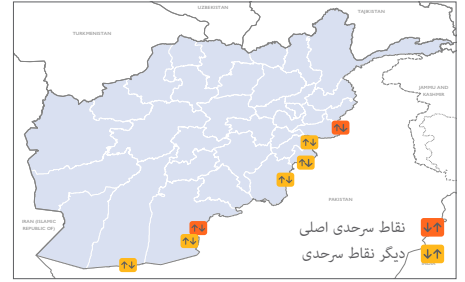 UZBEKISTAN
TAJIKISTAN
TURKMENISTAN
JAMMU AND
KASHMIR
PAKISTAN
IRAN (ISLAMIC
REPUBLIC OF)
نقاط سرحدی اصلی
دیگر نقاط سرحدی